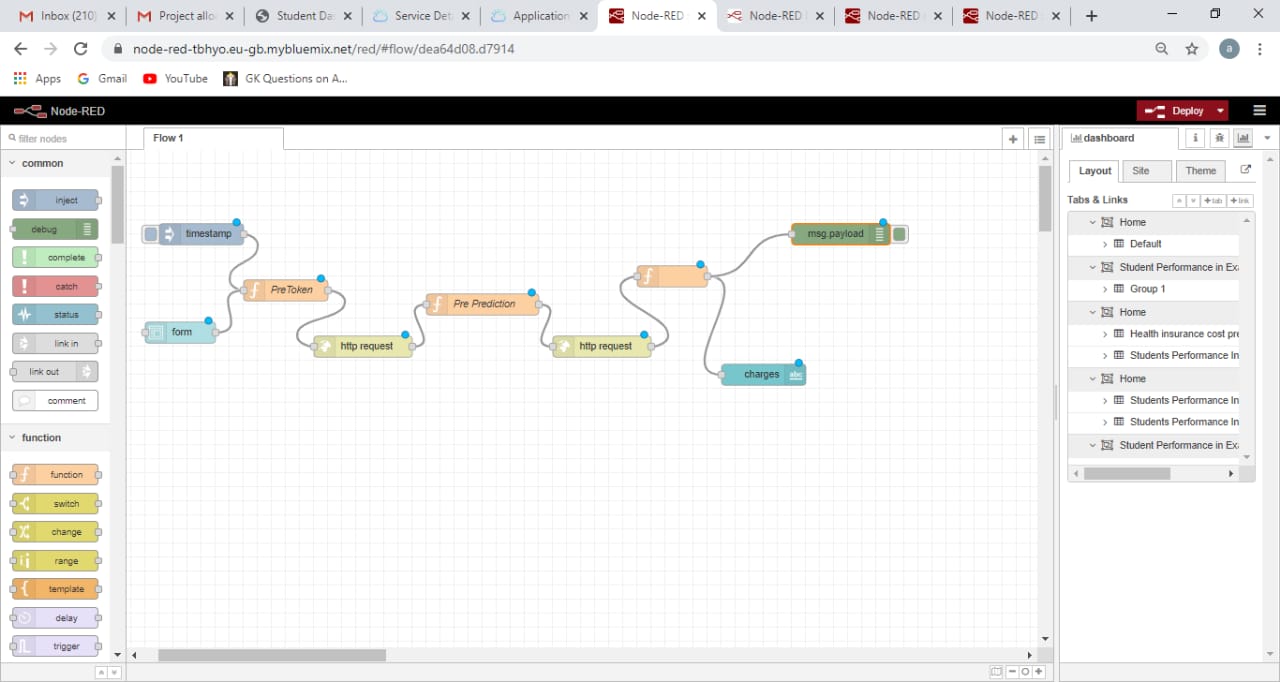 Inbox (210)
Project allo
Student Da
Service Det
Application
Node-RED
Node-RED
Node-RED
Node-RED
node-red-tbhyo.eu-gb.mybluemix.net/red/#flow/dea64d08.d7914
a
Apps
Gmail
YouTube
GK Questions on A...
Node-RED
Deploy
filter nodes
Flow 1
dashboard
i
common
inject
debug
complete
catch
status
link in
link out
comment
function
function
switch
change
range
template
delay
trigger
timestamp
msg.payload
f
PreToken
Pre Prediction
form
http request
http request
charges
abc
Layout
Site
Theme
Tabs & Links
+tab
+link
Home
Default
Student Performance in Exa
Group 1
Home
Health insurance cost pre
Students Performance In
Home
Students Performance In
Students Performance In
Student Performance in Exa